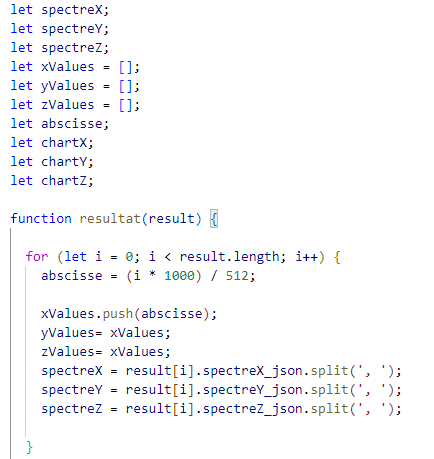 let spectreX;
let spectreY;
let spectreZ;
let xValues = [];
let yValues = [];
let zValues = [];
let abscisse;
let chartX;
let chartY;
let chartZ;

function resultat(result) {

  for (let i = 0; i < result.length; i++) {
    abscisse = (i * 1000) / 512;

    xValues.push(abscisse);
    yValues= xValues;
    zValues= xValues;
    spectreX = result[i].spectreX_json.split(', ');
    spectreY = result[i].spectreY_json.split(', ');
    spectreZ = result[i].spectreZ_json.split(', ');

  }